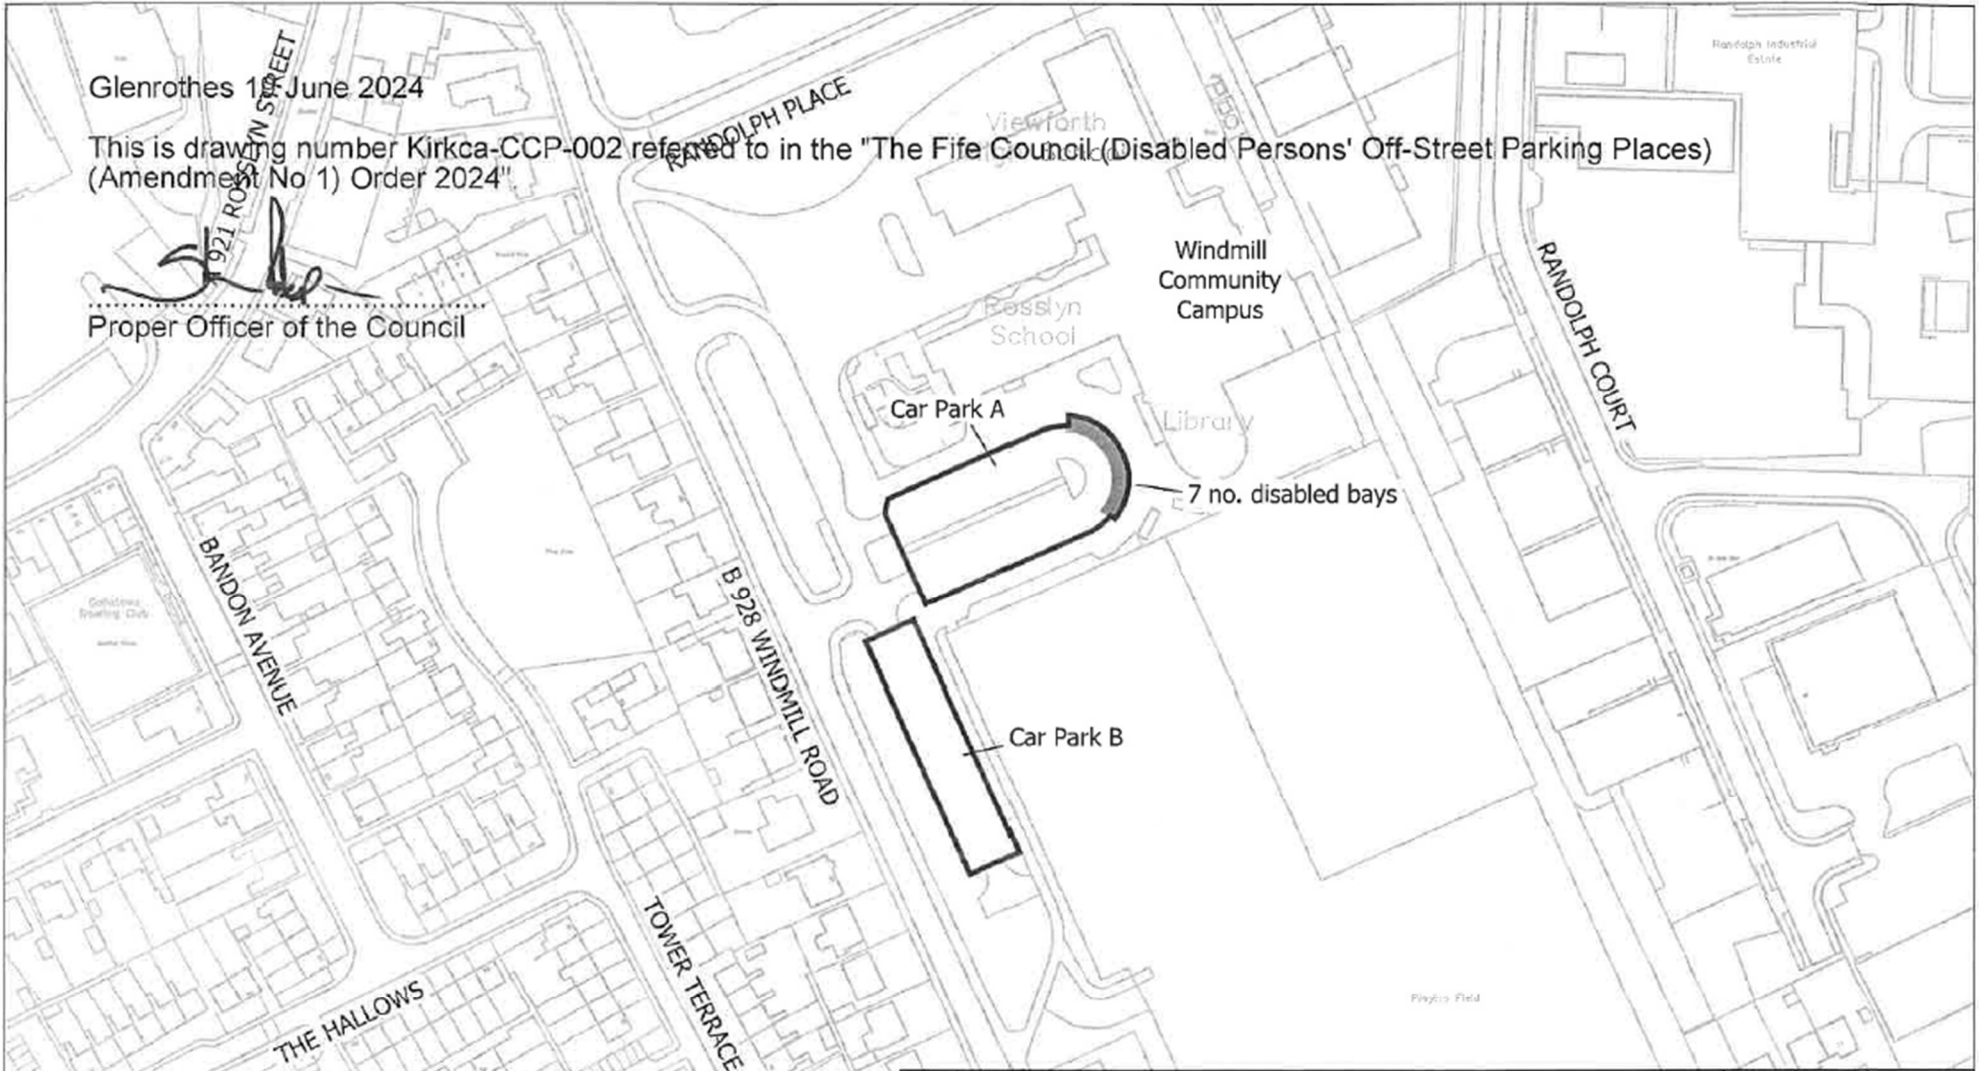 Glenrothes June 2024
This is drawing number Kirkca-CCP-002 referred to in the "The Fife Council (Disabled Persons' Off-Street Parking Places)
(Amendment No 1) Order 2024".
Proper Officer of the Council
921 ROSSLYN STREET
RANDOLPH PLACE
Viewforth
Randolph Industrial
Estate
Windmill
Community
Campus
Rosslyn
School
RANDOLPH COURT
Car Park A
Library
7 no. disabled bays
BANDON AVENUE
Bowling Club
B 928 WINDMILL ROAD
Car Park B
TOWER TERRACE
THE HALLOWS
Playing Field